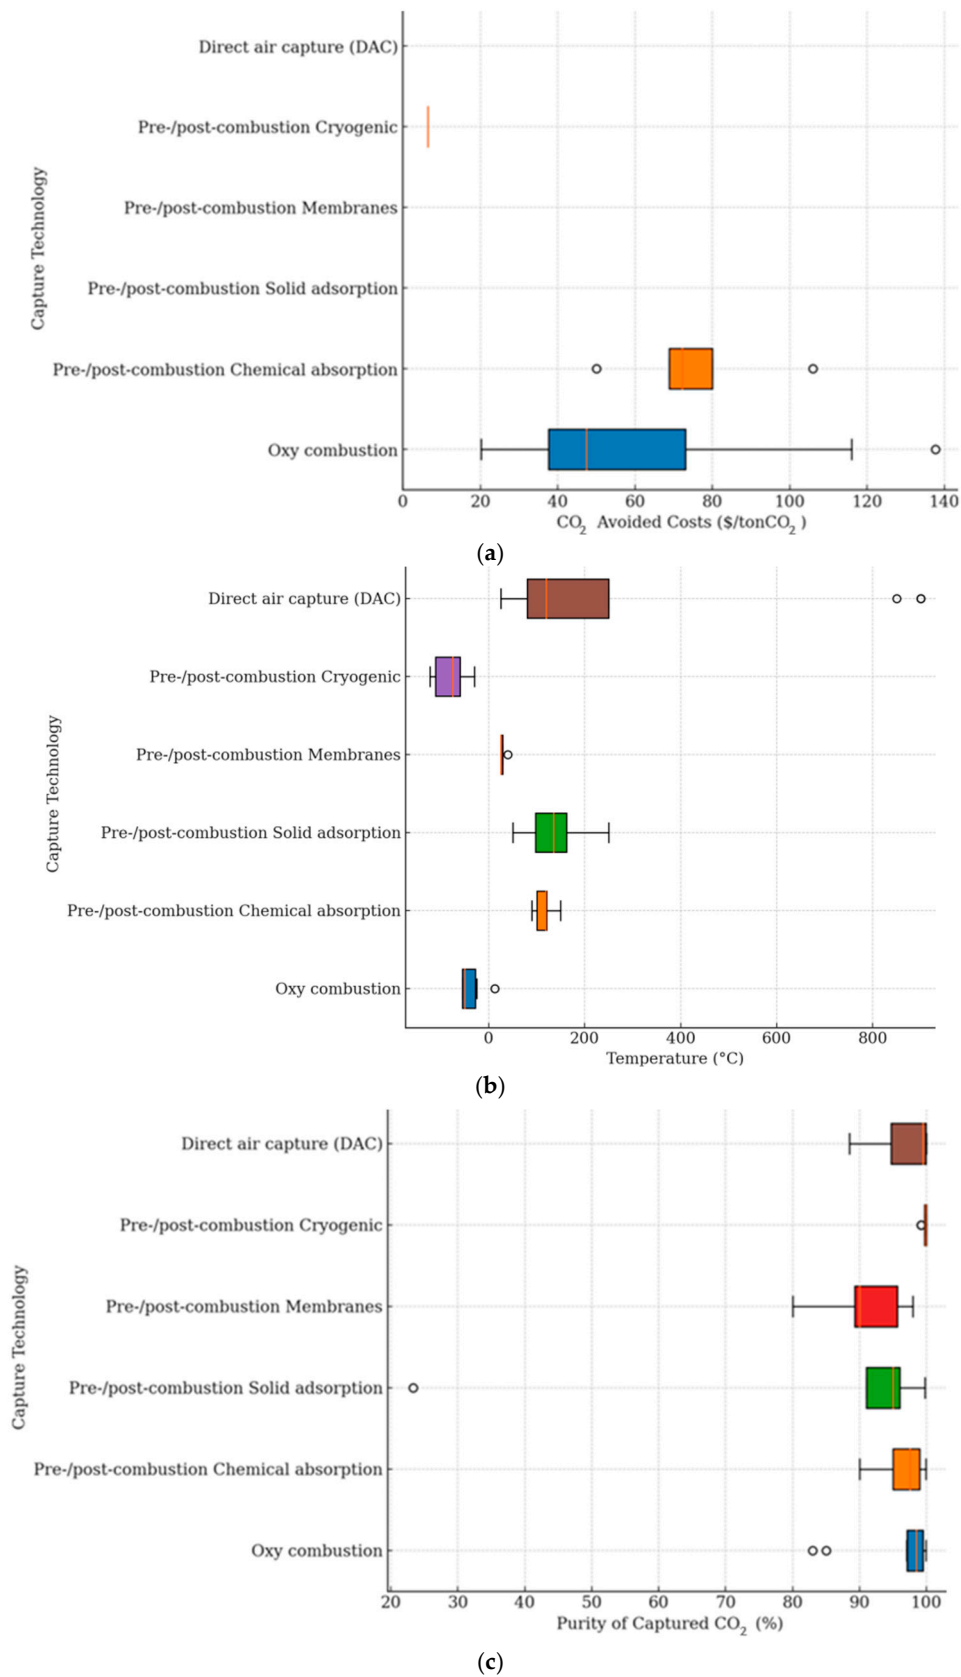 Capture Technology
Direct air capture (DAC)
Pre-/post-combustion Cryogenic
Pre-/post-combustion Membranes
Pre-/post-combustion Solid adsorption
Pre-/post-combustion Chemical absorption
Oxy combustion
0 20 40 60 80 100 120 140
CO₂ Avoided Costs ($/tonCO₂ )
(a)
Capture Technology
Direct air capture (DAC)
Pre-/post-combustion Cryogenic
Pre-/post-combustion Membranes
Pre-/post-combustion Solid adsorption
Pre-/post-combustion Chemical absorption
Oxy combustion
0 200 400 600 800
Temperature (°C)
(b)
Capture Technology
Direct air capture (DAC)
Pre-/post-combustion Cryogenic
Pre-/post-combustion Membranes
Pre-/post-combustion Solid adsorption
Pre-/post-combustion Chemical absorption
Oxy combustion
20 30 40 50 60 70 80 90 100
Purity of Captured CO₂ (%)
(c)